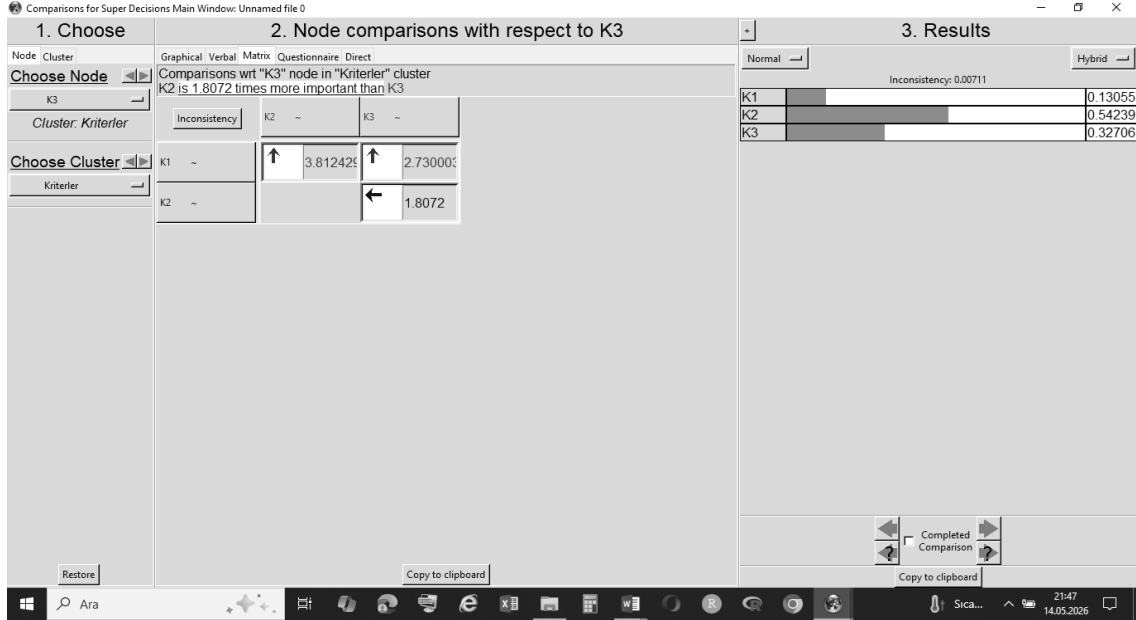 Comparisons for Super Decisions Main Window: Unnamed file 0
1. Choose
2. Node comparisons with respect to K3
+
3. Results
Node Cluster
Graphical Verbal Matrix Questionnaire Direct
Normal
Hybrid
Choose Node
Comparisons wrt "K3" node in "Kriterler" cluster
K2 is 1.8072 times more important than K3
Inconsistency: 0.00711
K3
Cluster: Kriterler
Inconsistency
K2 ~
K3 ~
K1 0.13055
K2 0.54239
K3 0.32706
Choose Cluster
Kriterler
K1 ~
3.812429
2.730003
K2 ~
1.8072
Completed
Comparison
? ?
Restore
Copy to clipboard
Copy to clipboard
Ara
Sıca...
21:47
14.05.2026